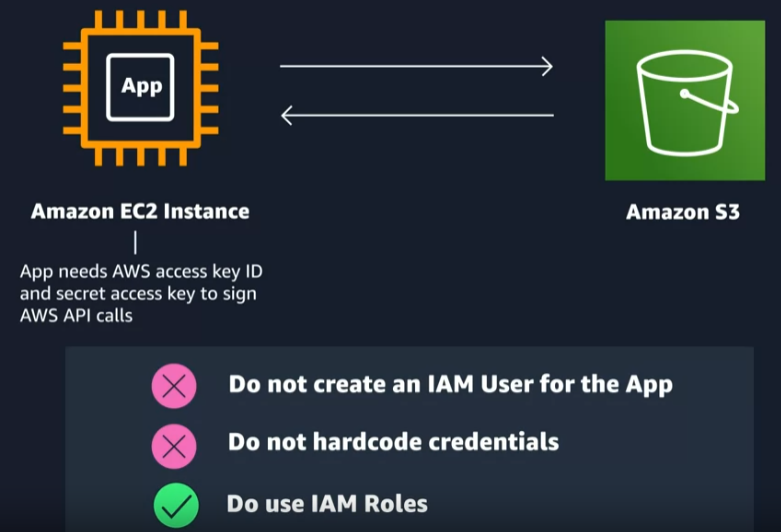 App
Amazon EC2 Instance
Amazon S3
App needs AWS access key ID
and secret access key to sign
AWS API calls
Do not create an IAM User for the App
Do not hardcode credentials
Do use IAM Roles